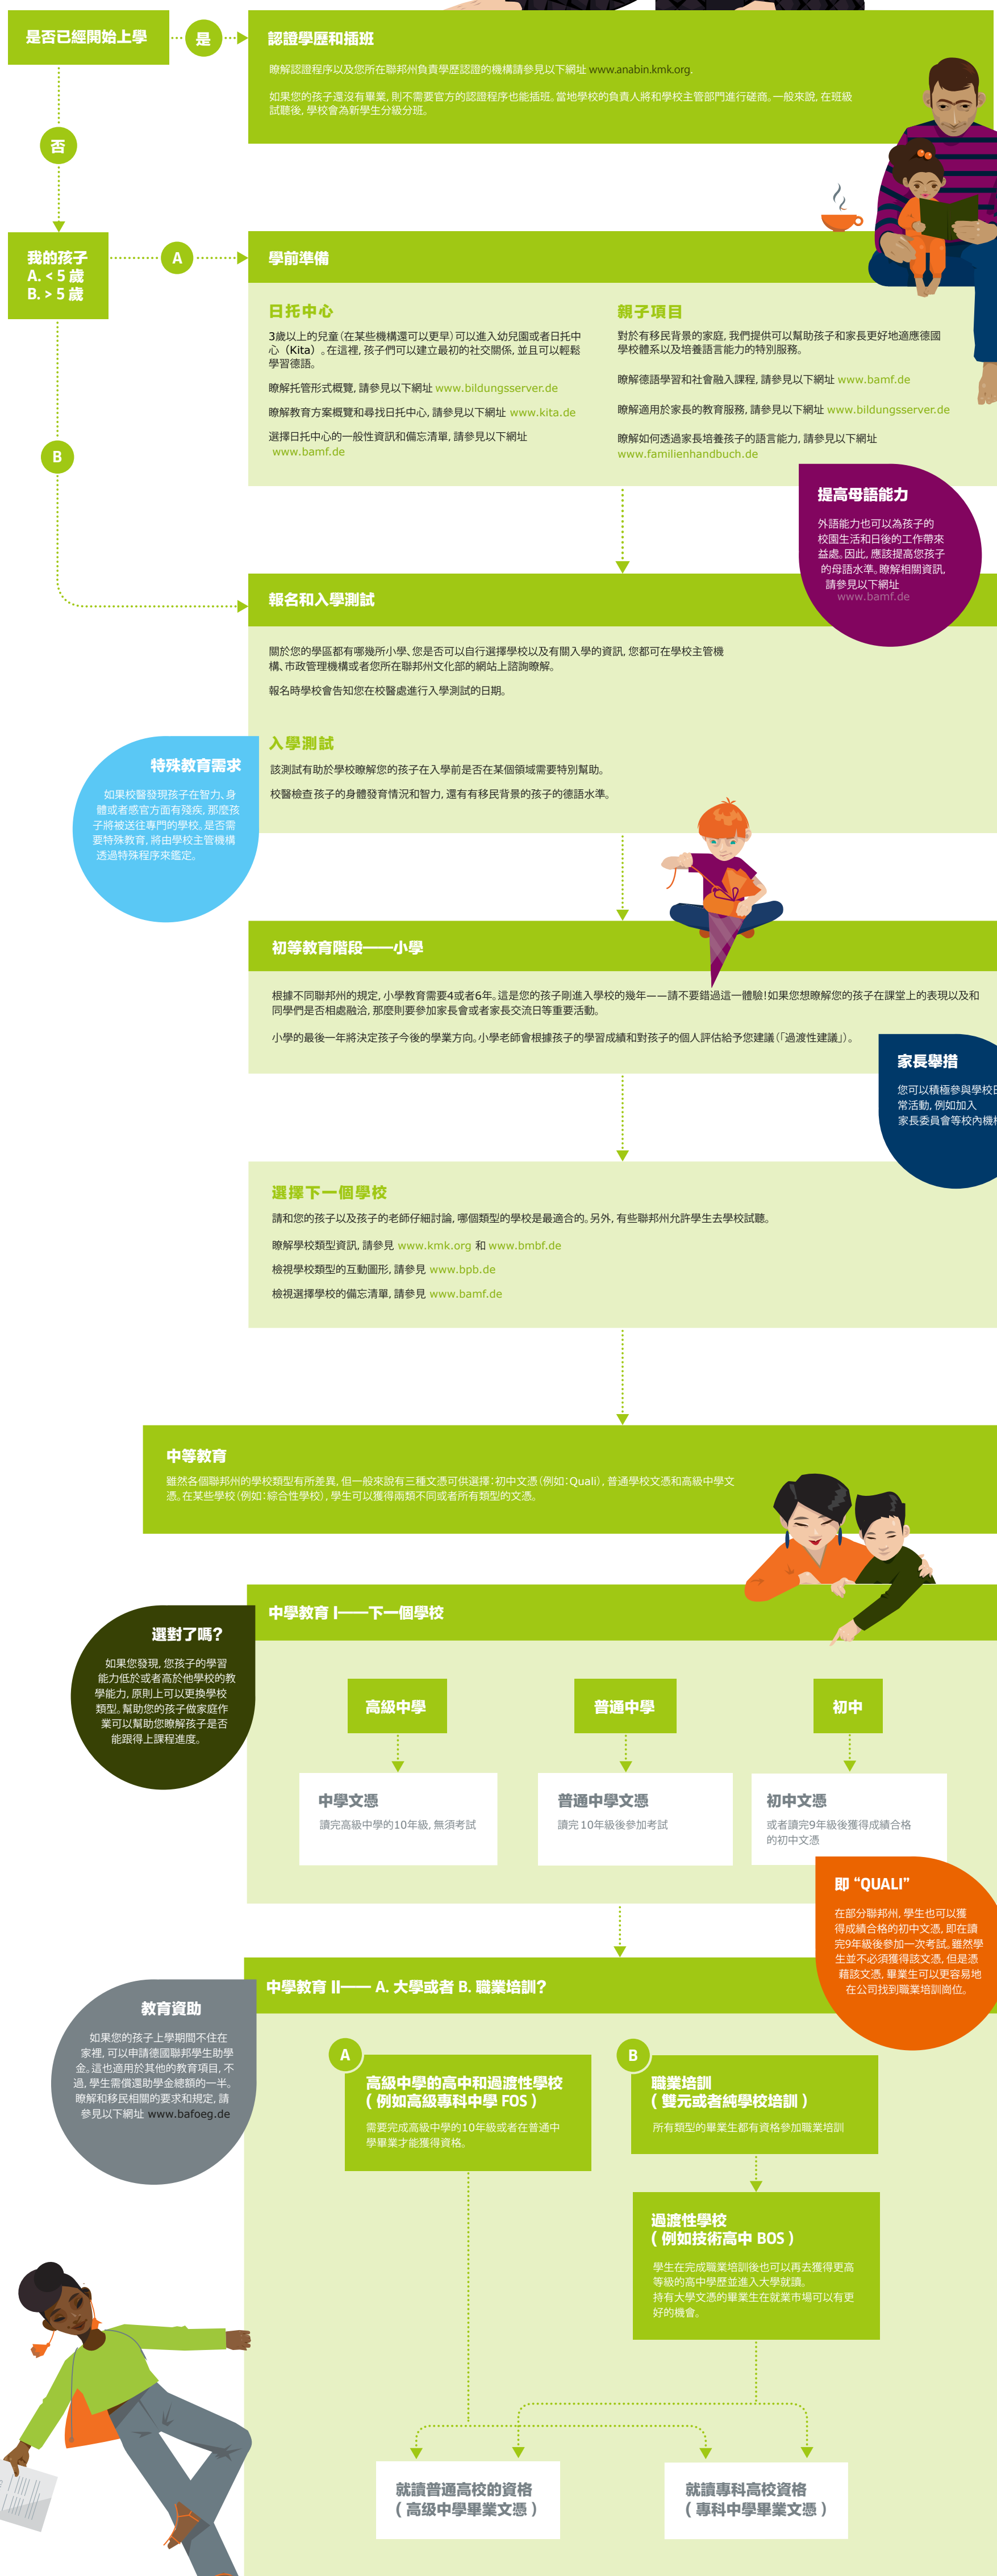 是否已經開始上學
是
認證學歷和插班
瞭解認證程序以及您所在聯邦州負責學歷認證的機構請參見以下網址 www.anabin.kmk.org.
如果您的孩子還沒有畢業, 則不需要官方的認證程序也能插班。當地學校的負責人將和學校主管部門進行磋商。一般來說, 在班級
試聽後, 學校會為新學生分級分班。
否
我的孩子
A. < 5 歲
B. > 5 歲
A
學前準備
日托中心
3歲以上的兒童（在某些機構還可以更早）可以進入幼兒園或者日托中
心（Kita）。在這裡, 孩子們可以建立最初的社交關係, 並且可以輕鬆
學習德語。
瞭解托管形式概覽, 請參見以下網址 www.bildungsserver.de
瞭解教育方案概覽和尋找日托中心, 請參見以下網址 www.kita.de
選擇日托中心的一般性資訊和備忘清單, 請參見以下網址
www.bamf.de
親子項目
對於有移民背景的家庭, 我們提供可以幫助孩子和家長更好地適應德國
學校體系以及培養語言能力的特別服務。
瞭解德語學習和社會融入課程, 請參見以下網址 www.bamf.de
瞭解適用於家長的教育服務, 請參見以下網址 www.bildungsserver.de
瞭解如何透過家長培養孩子的語言能力, 請參見以下網址
www.familienhandbuch.de
B
提高母語能力
外語能力也可以為孩子的
校園生活和日後的工作帶來
益處。因此, 應該提高您孩子
的母語水準。瞭解相關資訊,
請參見以下網址
www.bamf.de
報名和入學測試
關於您的學區都有哪幾所小學、您是否可以自行選擇學校以及有關入學的資訊, 您都可在學校主管機
構、市政管理機構或者您所在聯邦州文化部的網站上諮詢瞭解。
報名時學校會告知您在校醫處進行入學測試的日期。
入學測試
該測試有助於學校瞭解您的孩子在入學前是否在某個領域需要特別幫助。
校醫檢查孩子的身體發育情況和智力, 還有有移民背景的孩子的德語水準。
特殊教育需求
如果校醫發現孩子在智力、身
體或者感官方面有殘疾, 那麼孩
子將被送往專門的學校。是否需
要特殊教育, 將由學校主管機構
透過特殊程序來鑑定。
初等教育階段——小學
根據不同聯邦州的規定, 小學教育需要4或者6年。這是您的孩子剛進入學校的幾年——請不要錯過這一體驗！如果您想瞭解您的孩子在課堂上的表現以及和
同學們是否相處融洽, 那麼則要參加家長會或者家長交流日等重要活動。
小學的最後一年將決定孩子今後的學業方向。小學老師會根據孩子的學習成績和對孩子的個人評估給予您建議（「過渡性建議」）。
家長舉措
您可以積極參與學校日
常活動, 例如加入
家長委員會等校內機構
選擇下一個學校
請和您的孩子以及孩子的老師仔細討論, 哪個類型的學校是最適合的。另外, 有些聯邦州允許學生去學校試聽。
瞭解學校類型資訊, 請參見 www.kmk.org 和 www.bmbf.de
檢視學校類型的互動圖形, 請參見 www.bpb.de
檢視選擇學校的備忘清單, 請參見 www.bamf.de
中等教育
雖然各個聯邦州的學校類型有所差異, 但一般來說有三種文憑可供選擇：初中文憑（例如：Quali）, 普通學校文憑和高級中學文
憑。在某些學校（例如：綜合性學校）, 學生可以獲得兩類不同或者所有類型的文憑。
中學教育 I——下一個學校
選對了嗎?
如果您發現, 您孩子的學習
能力低於或者高於他學校的教
學能力, 原則上可以更換學校
類型。幫助您的孩子做家庭作
業可以幫助您瞭解孩子是否
能跟得上課程進度。
高級中學
普通中學
初中
中學文憑
讀完高級中學的10年級, 無須考試
普通中學文憑
讀完 10年級後參加考試
初中文憑
或者讀完9年級後獲得成績合格
的初中文憑
即 “QUALI”
在部分聯邦州, 學生也可以獲
得成績合格的初中文憑, 即在讀
完9年級後參加一次考試。雖然學
生並不必須獲得該文憑, 但是憑
藉該文憑, 畢業生可以更容易地
在公司找到職業培訓崗位。
中學教育 II—— A. 大學或者 B. 職業培訓?
教育資助
如果您的孩子上學期間不住在
家裡, 可以申請德國聯邦學生助學
金。這也適用於其他的教育項目, 不
過, 學生需償還助學金總額的一半。
瞭解和移民相關的要求和規定, 請
參見以下網址 www.bafoeg.de
A
高級中學的高中和過渡性學校
( 例如高級專科中學 FOS )
需要完成高級中學的10年級或者在普通中
學畢業才能獲得資格。
B
職業培訓
( 雙元或者純學校培訓 )
所有類型的畢業生都有資格參加職業培訓
過渡性學校
( 例如技術高中 BOS )
學生在完成職業培訓後也可以再去獲得更高
等級的高中學歷並進入大學就讀。
持有大學文憑的畢業生在就業市場可以有更
好的機會。
就讀普通高校的資格
( 高级中學畢業文憑 )
就讀專科高校資格
( 專科中學畢業文憑 )